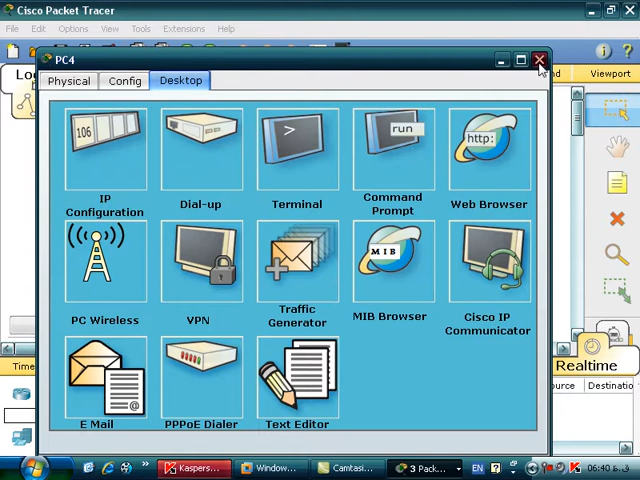 Cisco Packet Tracer
File Edit Options View Tools Extensions Help
PC4
Viewport
Physical Config Desktop
106
>
run
http:
IP Configuration
Dial-up
Terminal
Command Prompt
Web Browser
MIB
PC Wireless
VPN
Traffic Generator
MIB Browser
Cisco IP Communicator
@
E Mail
PPPoE Dialer
Text Editor
Time
Realtime
Destinatio
Kaspers...
Window...
Camtasi...
3 Pack...
EN
06:40